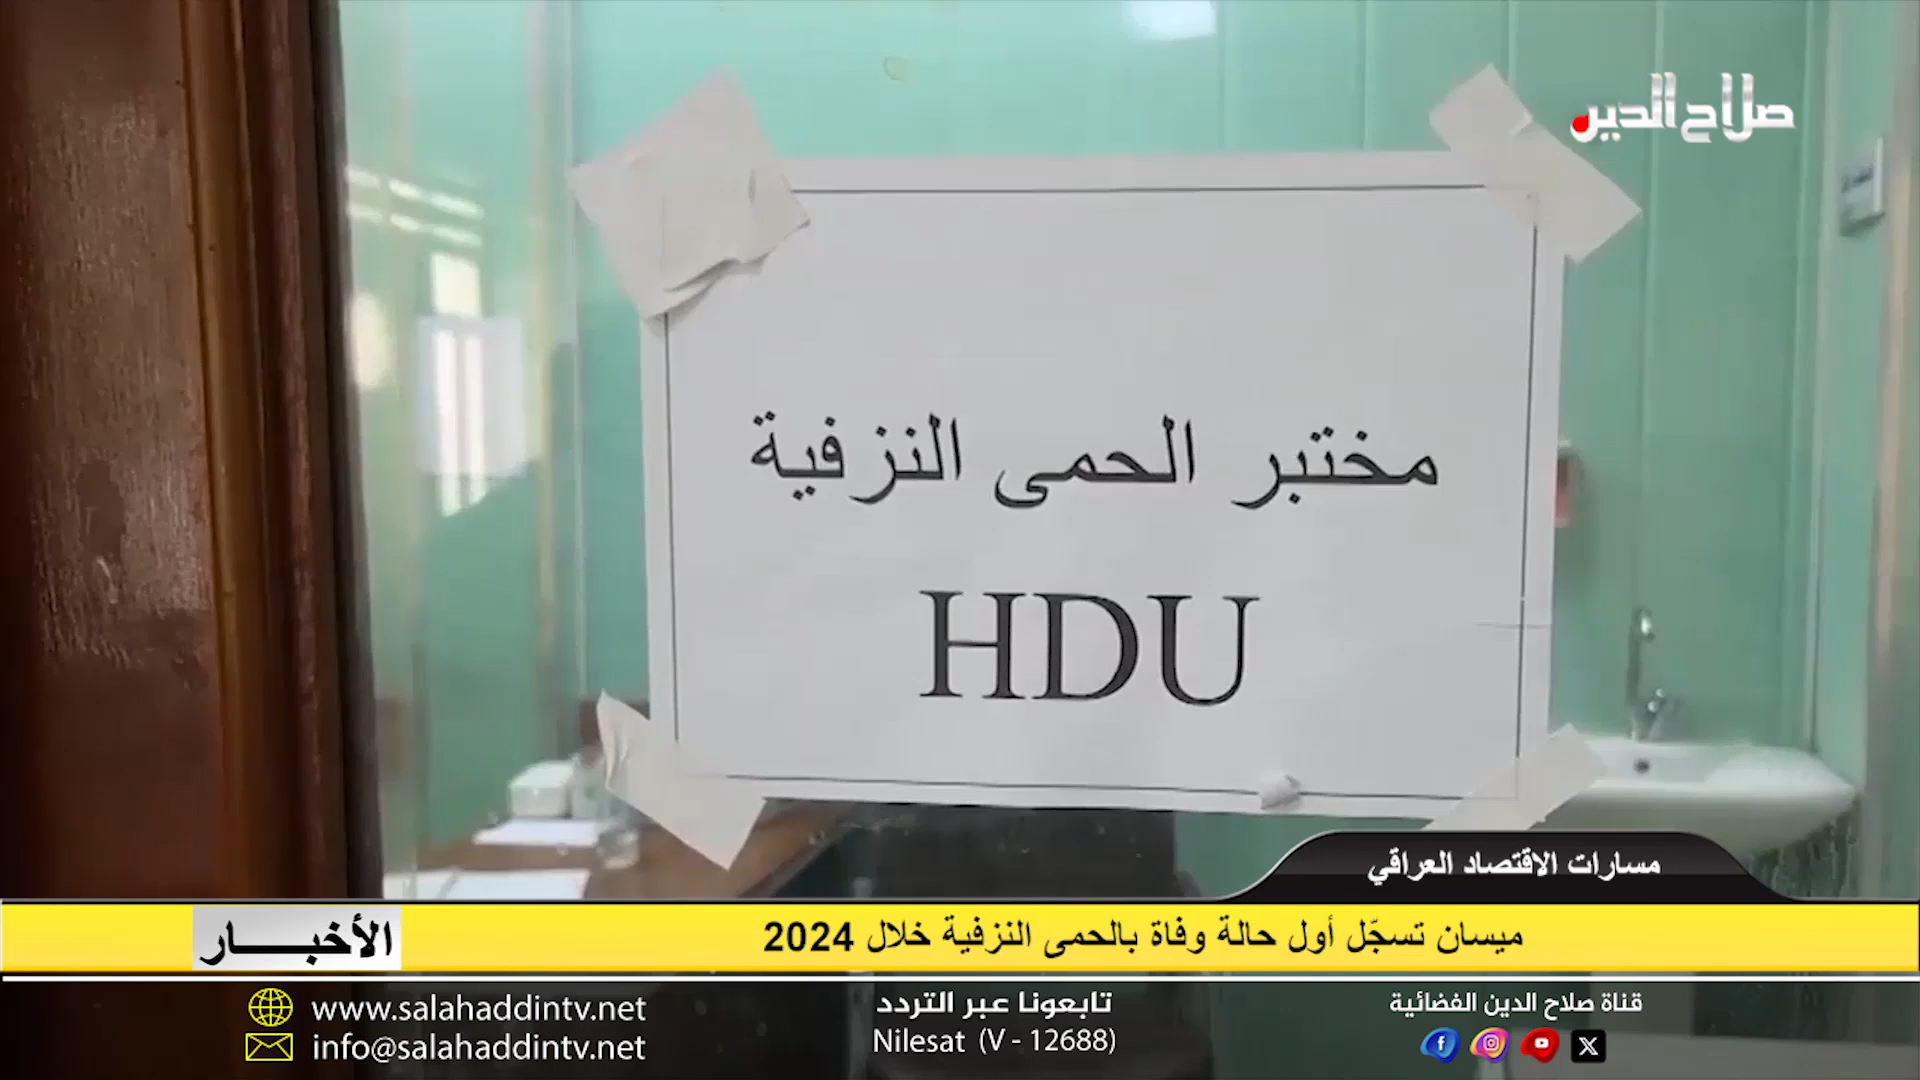 صلاح الدين
مختبر الحمى النزفية
HDU
مسارات الاقتصاد العراقي
ميسان تسجّل أول حالة وفاة بالحمى النزفية خلال 2024
الأخبـــار
قناة صلاح الدين الفضائية
تابعونا عبر التردد
Nilesat (V - 12688)
www.salahaddintv.net
info@salahaddintv.net